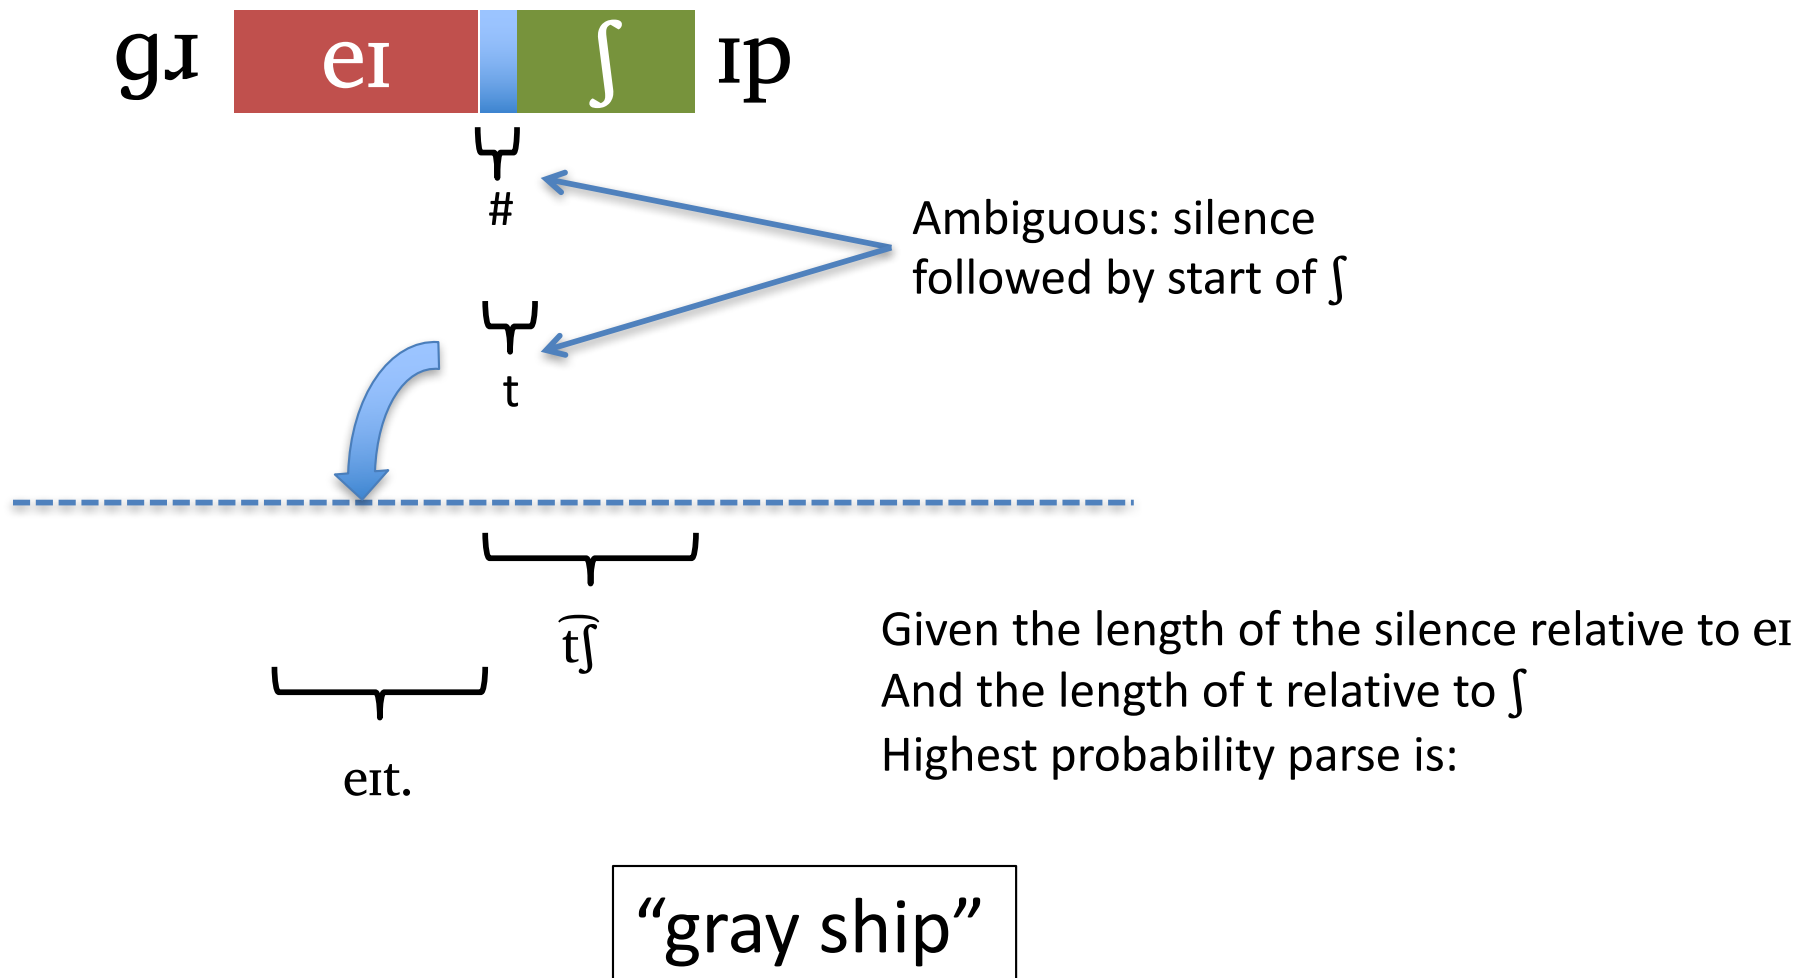 gɹ eɪ ʃ ɪp
#
Ambiguous: silence
followed by start of ʃ
t
t͡ʃ
eɪt.
Given the length of the silence relative to eɪ
And the length of t relative to ʃ
Highest probability parse is:
“gray ship”